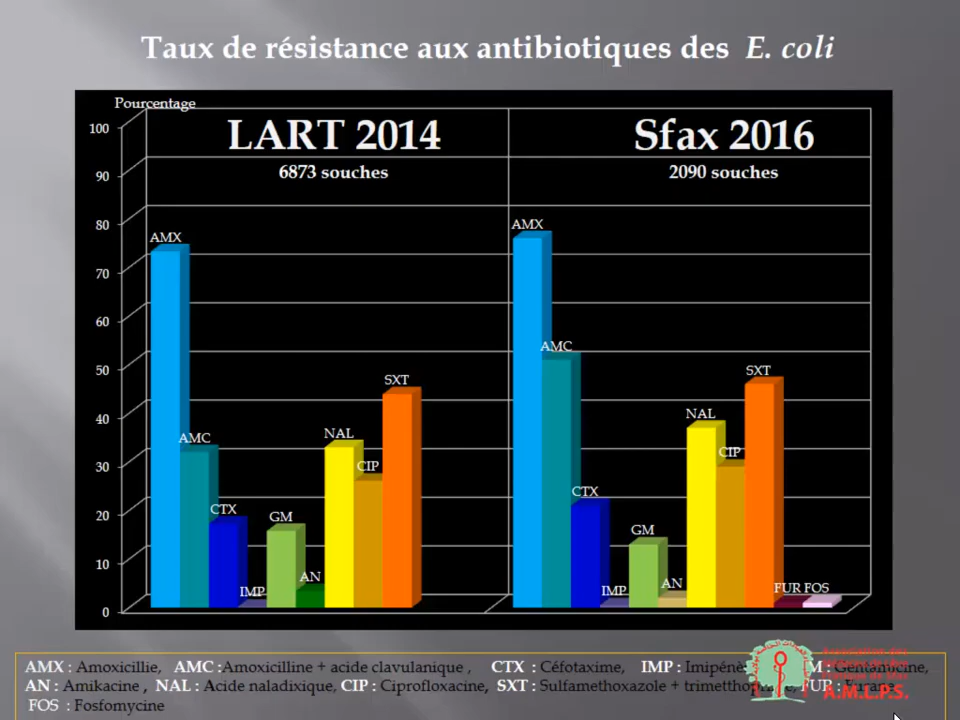 Taux de résistance aux antibiotiques des E. coli
Pourcentage
LART 2014
Sfax 2016
6873 souches
2090 souches
100
90
80
70
60
50
40
30
20
10
0
AMX
AMC
CTX
IMP
GM
AN
NAL
CIP
SXT
AMX
AMC
CTX
IMP
GM
AN
NAL
CIP
SXT
FUR FOS
AMX : Amoxicillie, AMC : Amoxicilline + acide clavulanique , CTX : Céfotaxime, IMP : Gentamicine,
AN : Amikacine , NAL : Acide naladixique, CIP : Ciprofloxacine, SXT : Sulfamethoxazole + FUR :
FOS : Fosfomycine
A.M.L.P.S.